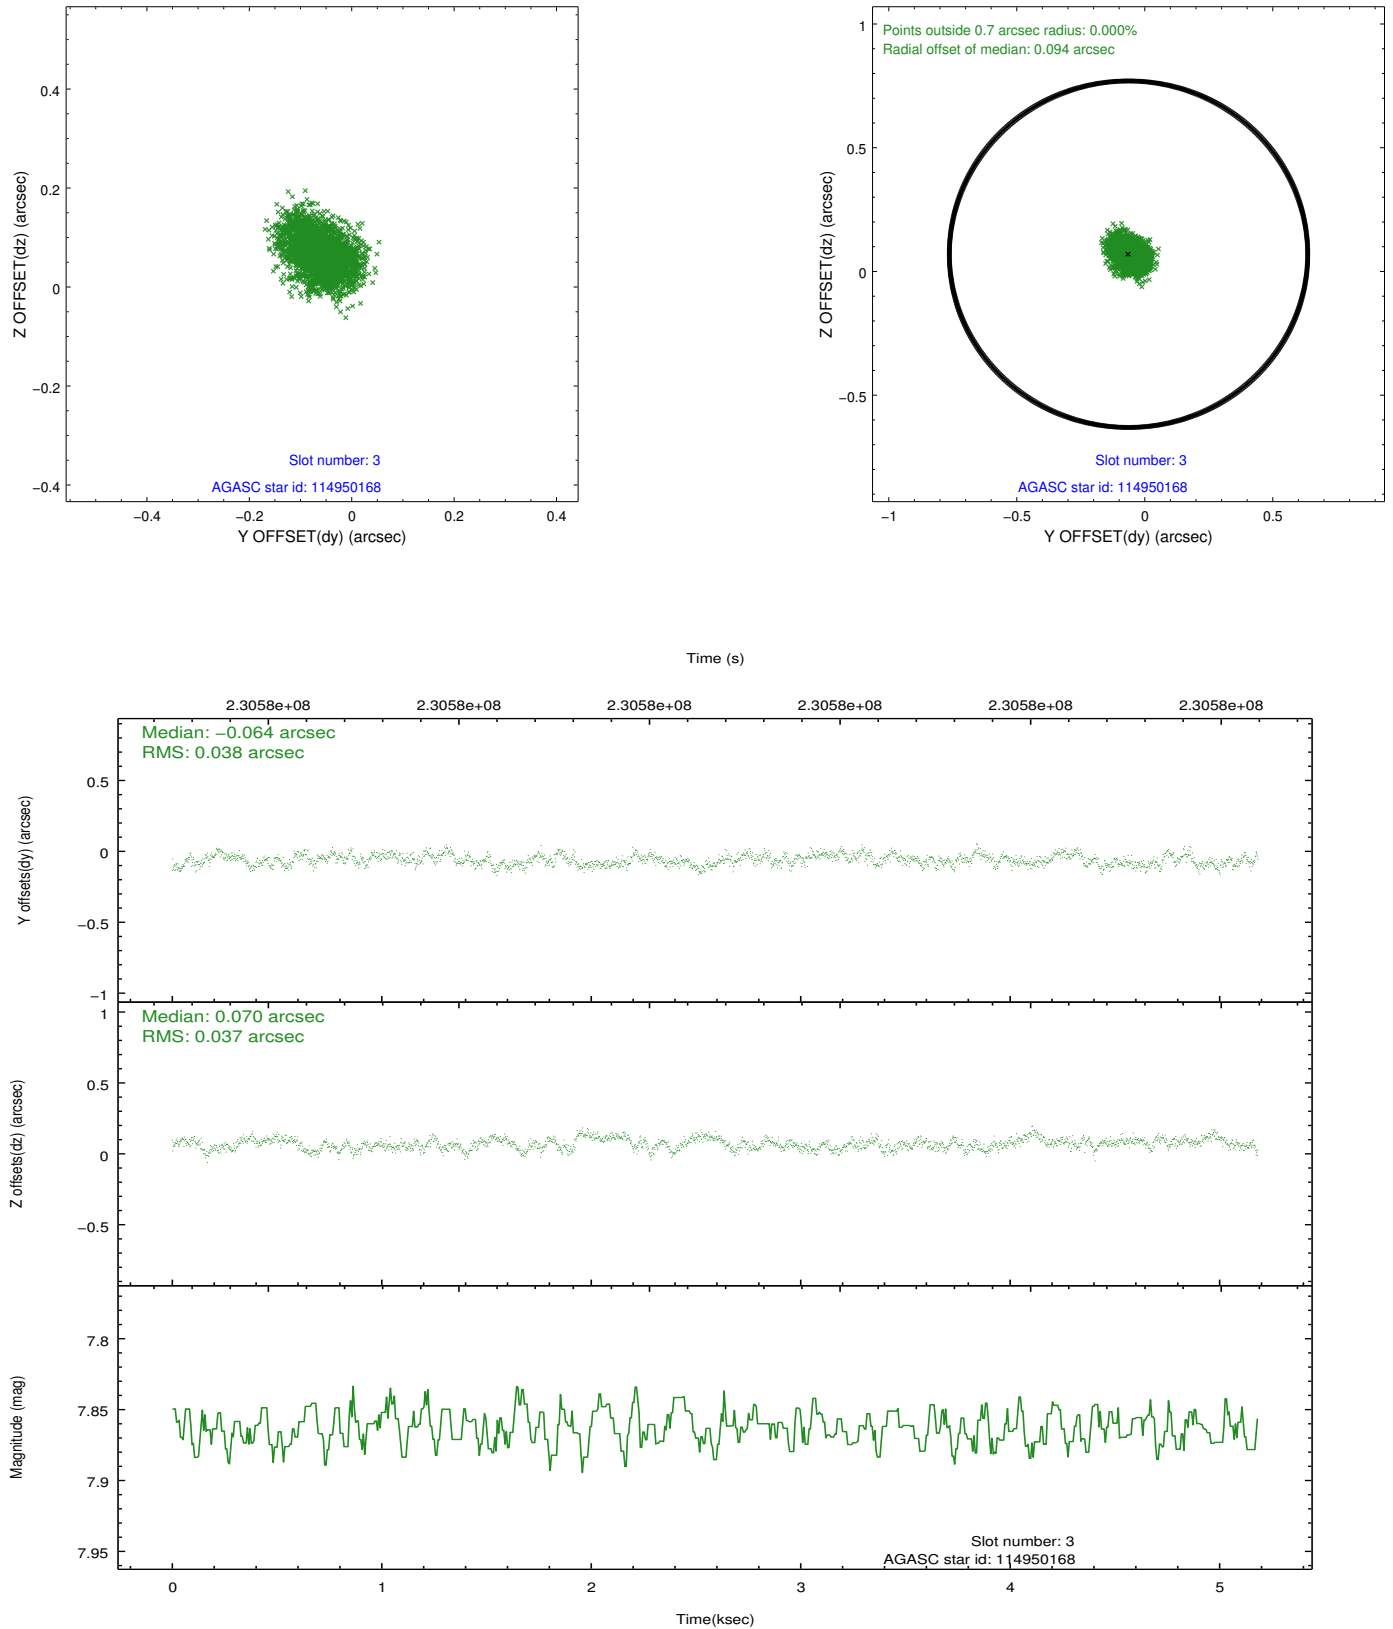 0.4
0.2
0
−0.2
−0.4
Z OFFSET(dz) (arcsec)
Slot number: 3
AGASC star id: 114950168
−0.4 −0.2 0 0.2 0.4
Y OFFSET(dy) (arcsec)
Points outside 0.7 arcsec radius: 0.000%
Radial offset of median: 0.094 arcsec
1
0.5
0
−0.5
Z OFFSET(dz) (arcsec)
Slot number: 3
AGASC star id: 114950168
−1 −0.5 0 0.5
Y OFFSET(dy) (arcsec)
Time (s)
2.3058e+08 2.3058e+08 2.3058e+08 2.3058e+08 2.3058e+08 2.3058e+08
Median: −0.064 arcsec
RMS: 0.038 arcsec
0.5
0
−0.5
−1
Y offsets(dy) (arcsec)
Median: 0.070 arcsec
RMS: 0.037 arcsec
1
0.5
0
−0.5
Z offsets(dz) (arcsec)
7.8
7.85
7.9
7.95
Magnitude (mag)
Slot number: 3
AGASC star id: 114950168
0 1 2 3 4 5
Time(ksec)